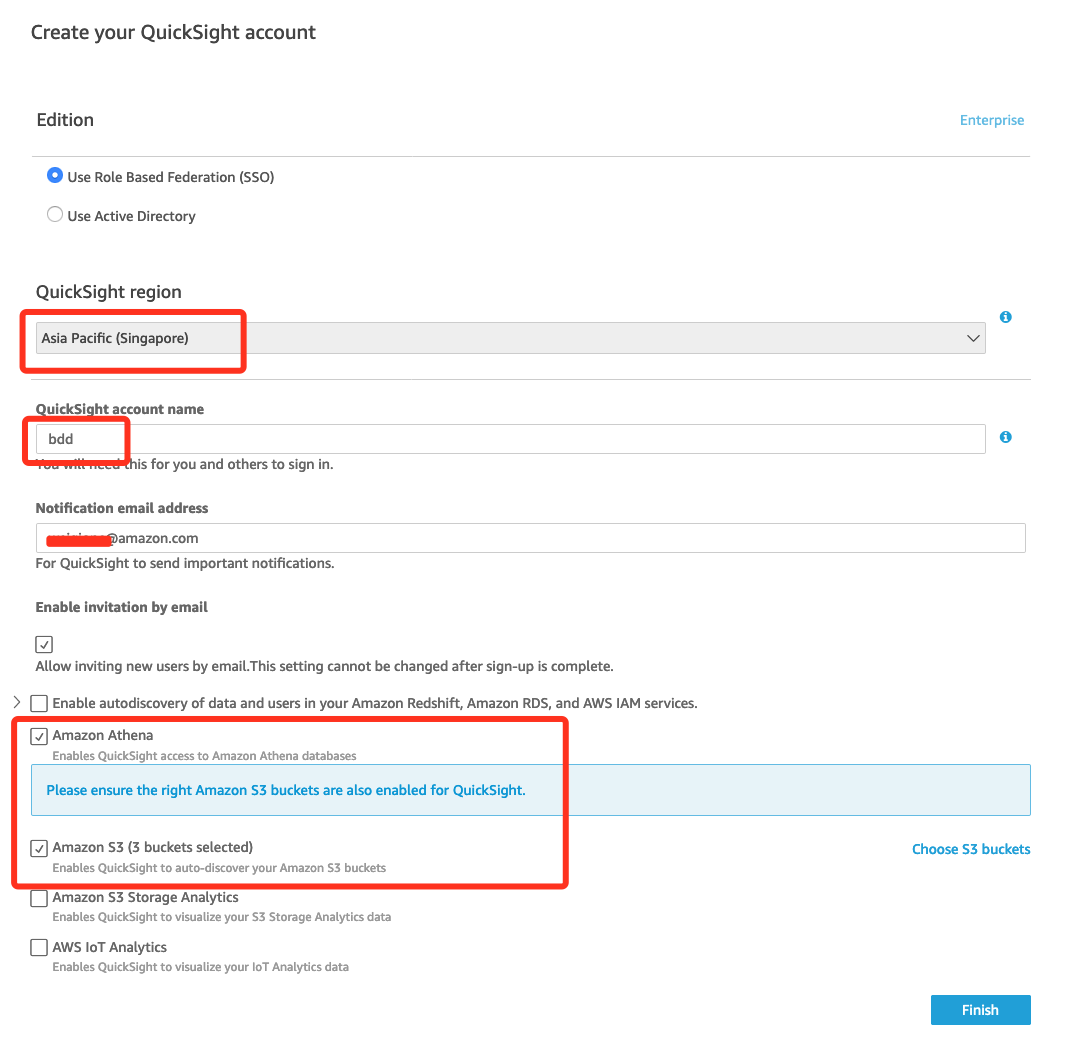 Create your QuickSight account
Edition
Enterprise
Use Role Based Federation (SSO)
Use Active Directory
QuickSight region
Asia Pacific (Singapore)
QuickSight account name
bdd
You will need this for you and others to sign in.
Notification email address
@amazon.com
For QuickSight to send important notifications.
Enable invitation by email
Allow inviting new users by email.This setting cannot be changed after sign-up is complete.
Enable autodiscovery of data and users in your Amazon Redshift, Amazon RDS, and AWS IAM services.
Amazon Athena
Enables QuickSight access to Amazon Athena databases
Please ensure the right Amazon S3 buckets are also enabled for QuickSight.
Amazon S3 (3 buckets selected)
Choose S3 buckets
Enables QuickSight to auto-discover your Amazon S3 buckets
Amazon S3 Storage Analytics
Enables QuickSight to visualize your S3 Storage Analytics data
AWS IoT Analytics
Enables QuickSight to visualize your IoT Analytics data
Finish